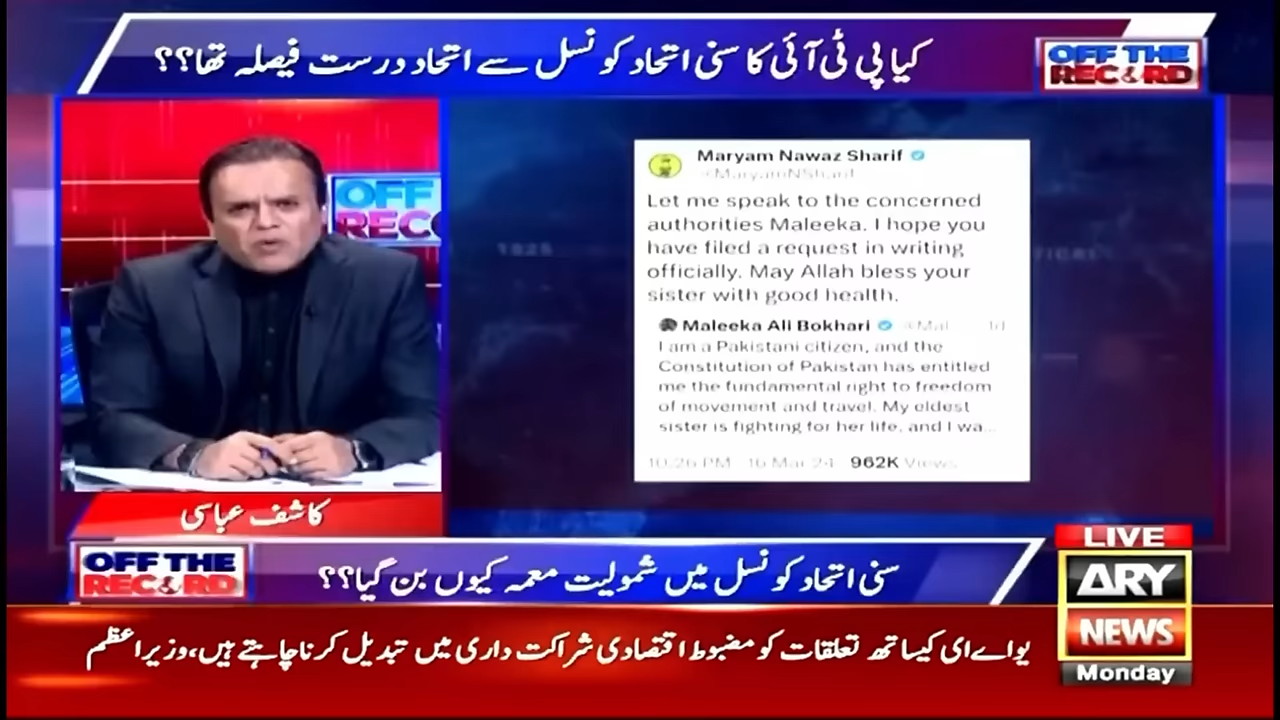 کیا پی ٹی آئی کا سنی اتحاد کونسل سے اتحاد درست فیصلہ تھا؟؟
OFF THE
RECORD
OFF
REC
Maryam Nawaz Sharif
@MaryamNSharif
Let me speak to the concerned
authorities Maleeka. I hope you
have filed a request in writing
officially. May Allah bless your
sister with good health.
Maleeka Ali Bokhari @Mal 1d
I am a Pakistani citizen, and the
Constitution of Pakistan has entitled
me the fundamental right to freedom
of movement and travel. My eldest
sister is fighting for her life, and I wa...
10:26 PM 16 Mar 24 962K Views
کاشف عباسی
OFF THE
RECORD
سنی اتحاد کونسل میں شمولیت معمہ کیوں بن گیا؟؟
LIVE
ARY
NEWS
Monday
یو اے ای کیساتھ تعلقات کو مضبوط اقتصادی شراکت داری میں تبدیل کرنا چاہتے ہیں، وزیراعظم